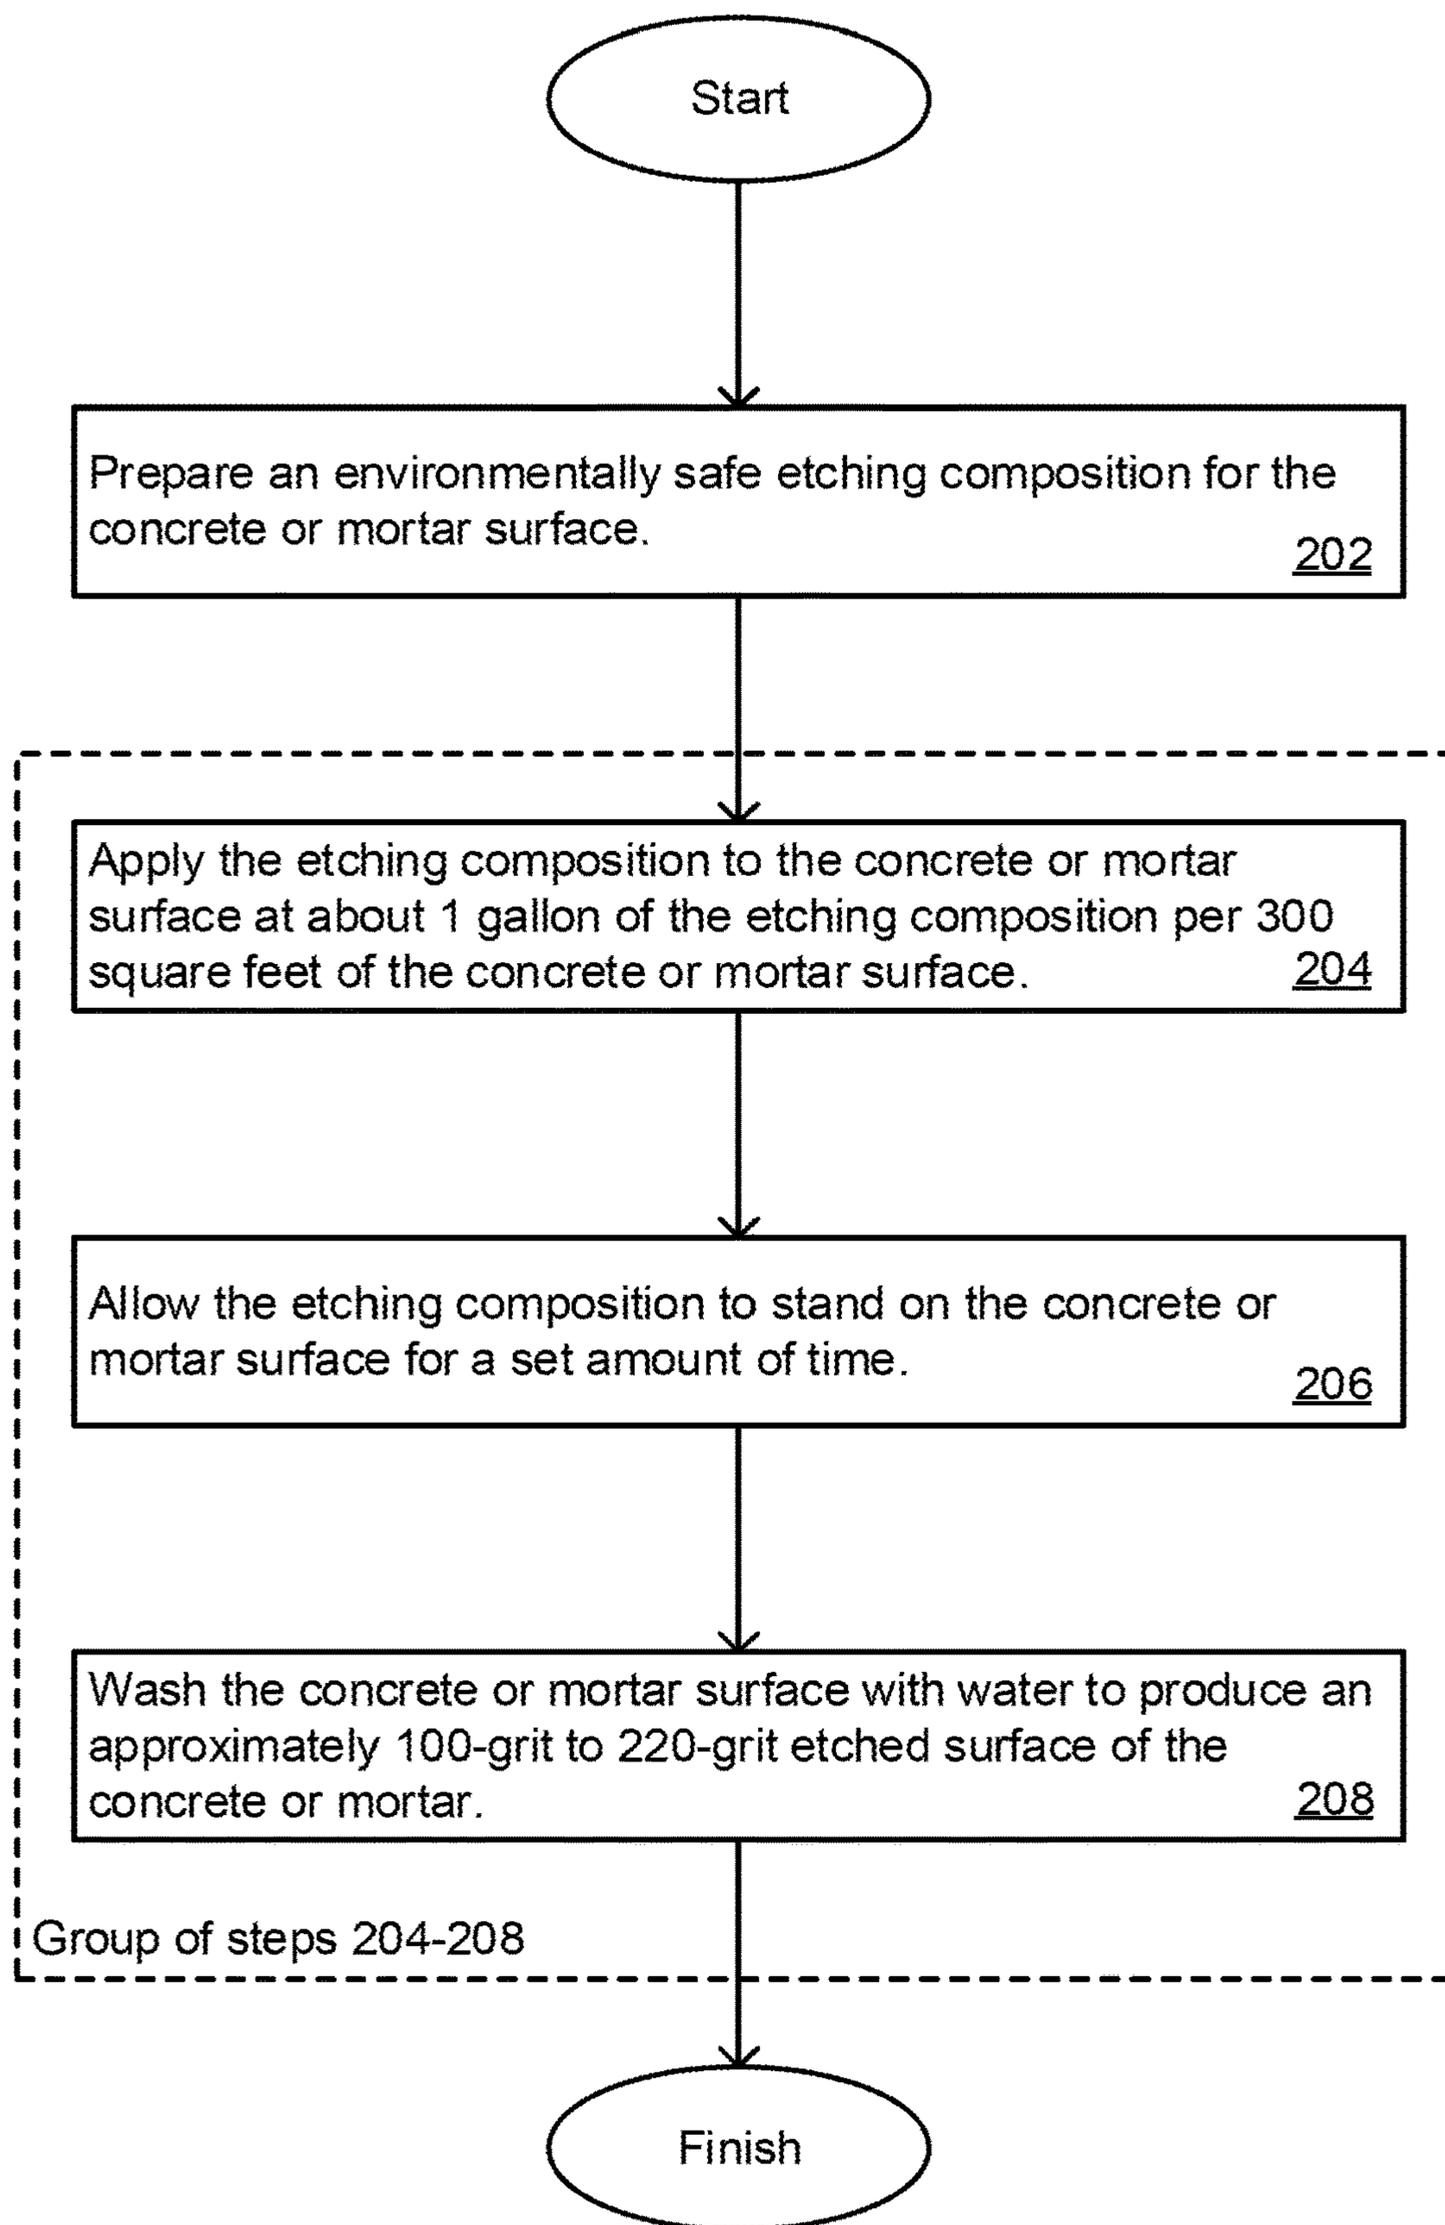 Start
Prepare an environmentally safe etching composition for the
concrete or mortar surface.
202
Apply the etching composition to the concrete or mortar
surface at about 1 gallon of the etching composition per 300
square feet of the concrete or mortar surface.
204
Allow the etching composition to stand on the concrete or
mortar surface for a set amount of time.
206
Wash the concrete or mortar surface with water to produce an
approximately 100-grit to 220-grit etched surface of the
concrete or mortar.
208
Group of steps 204-208
Finish